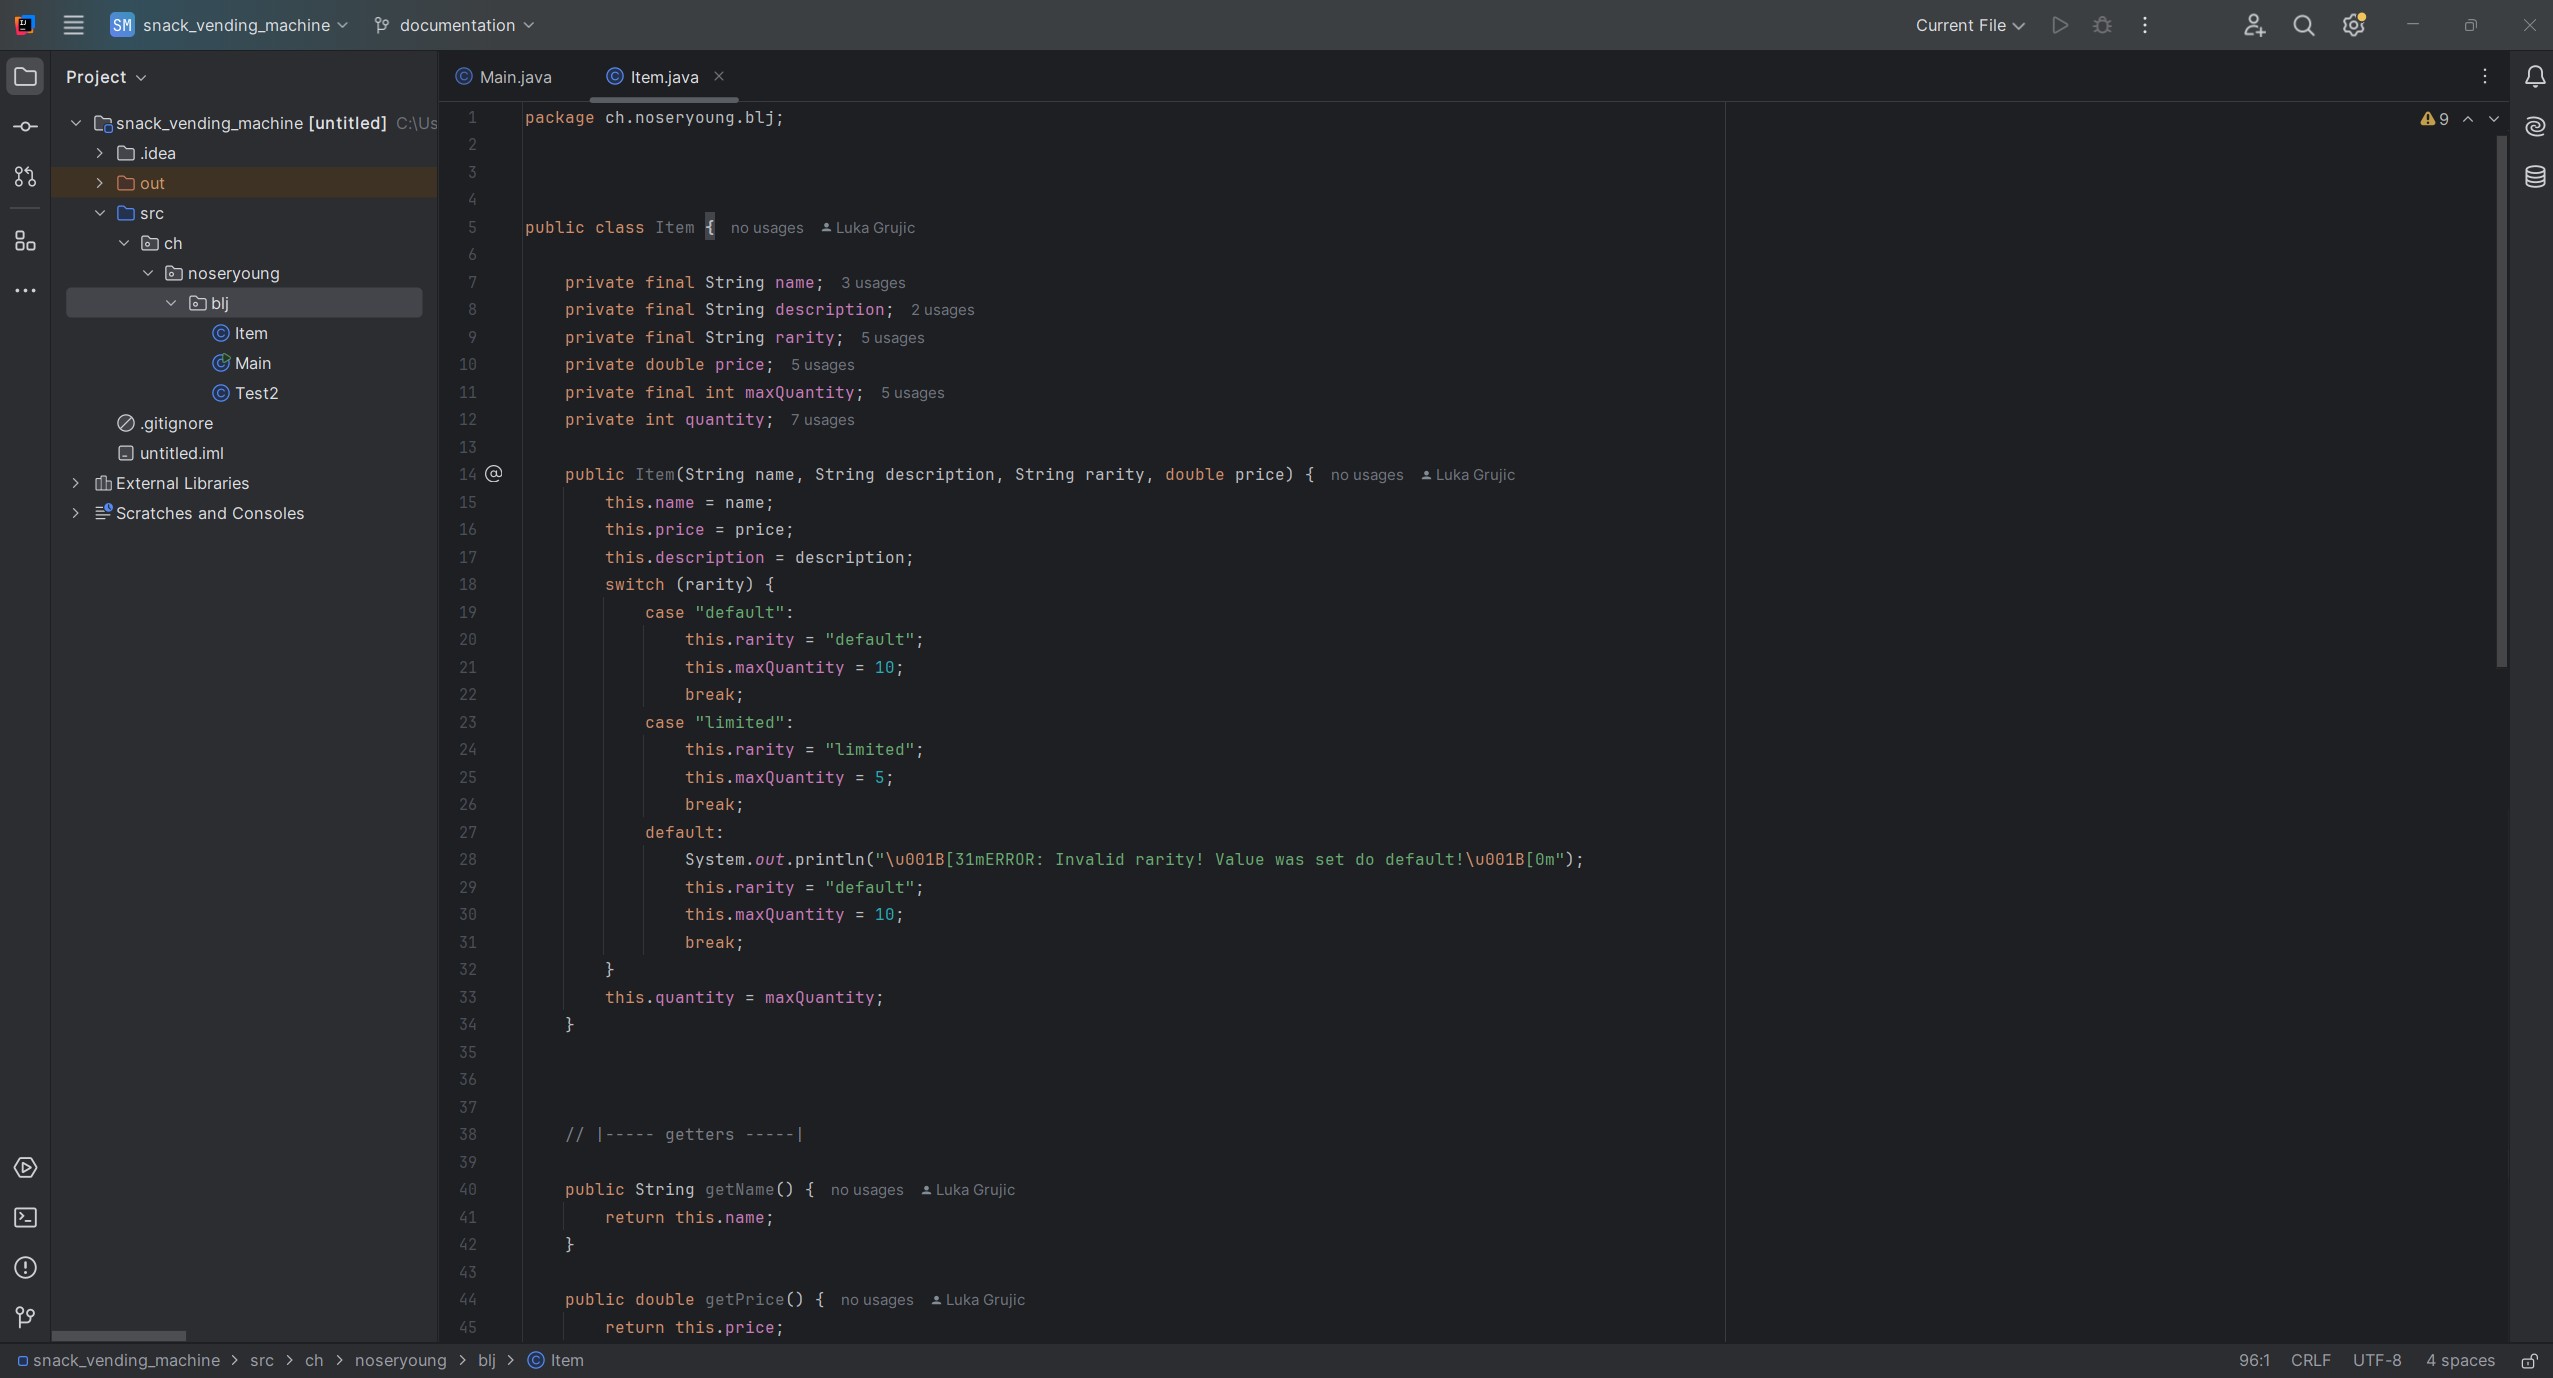 SM snack_vending_machine documentation Current File
Project
Main.java Item.java
snack_vending_machine [untitled] C:\Us
.idea
out
src
ch
noseryoung
blj
Item
Main
Test2
.gitignore
untitled.iml
External Libraries
Scratches and Consoles
9
1 package ch.noseryoung.blj;
2
3
4
5 public class Item { no usages Luka Grujic
6
7 private final String name; 3 usages
8 private final String description; 2 usages
9 private final String rarity; 5 usages
10 private double price; 5 usages
11 private final int maxQuantity; 5 usages
12 private int quantity; 7 usages
13
14 @ public Item(String name, String description, String rarity, double price) { no usages Luka Grujic
15 this.name = name;
16 this.price = price;
17 this.description = description;
18 switch (rarity) {
19 case "default":
20 this.rarity = "default";
21 this.maxQuantity = 10;
22 break;
23 case "limited":
24 this.rarity = "limited";
25 this.maxQuantity = 5;
26 break;
27 default:
28 System.out.println("\u001B[31mERROR: Invalid rarity! Value was set do default!\u001B[0m");
29 this.rarity = "default";
30 this.maxQuantity = 10;
31 break;
32 }
33 this.quantity = maxQuantity;
34 }
35
36
37
38 // |----- getters -----|
39
40 public String getName() { no usages Luka Grujic
41 return this.name;
42 }
43
44 public double getPrice() { no usages Luka Grujic
45 return this.price;
snack_vending_machine > src > ch > noseryoung > blj > Item 96:1 CRLF UTF-8 4 spaces